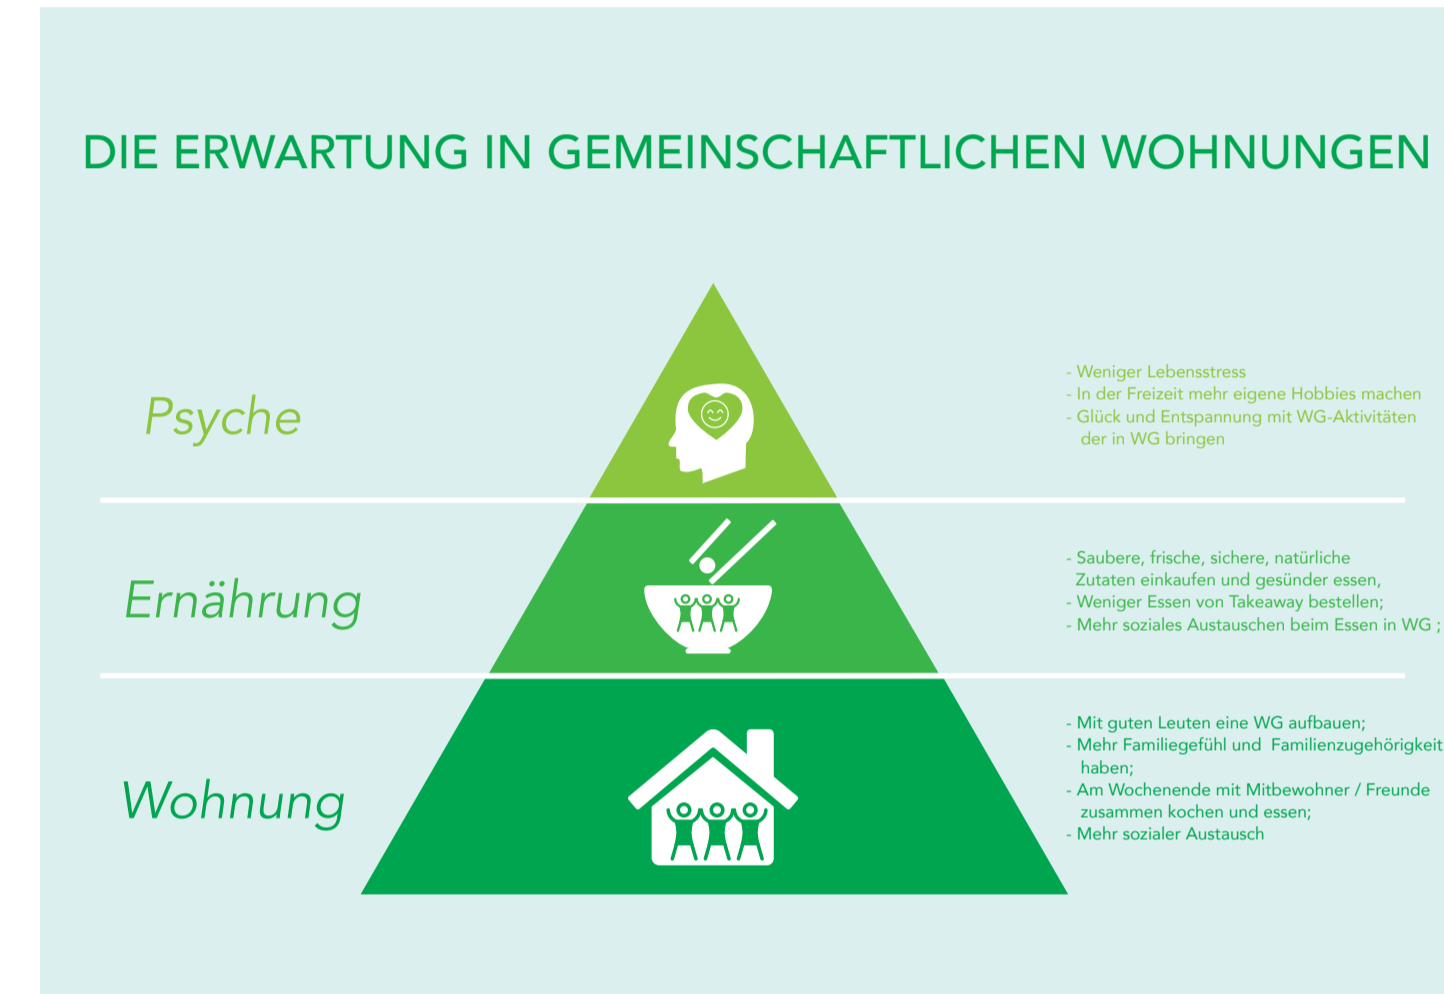 DIE ERWARTUNG IN GEMEINSCHAFTLICHEN WOHNUNGEN
Psyche
- Weniger Lebensstress
- In der Freizeit mehr eigene Hobbies machen
- Glück und Entspannung mit WG-Aktivitäten
der in WG bringen
Ernährung
- Saubere, frische, sichere, natürliche
Zutaten einkaufen und gesünder essen,
- Weniger Essen von Takeaway bestellen;
- Mehr soziales Austauschen beim Essen in WG ;
Wohnung
- Mit guten Leuten eine WG aufbauen;
- Mehr Familiegefühl und  Familienzugehörigkeit
haben;
- Am Wochenende mit Mitbewohner / Freunde
zusammen kochen und essen;
- Mehr sozialer Austausch